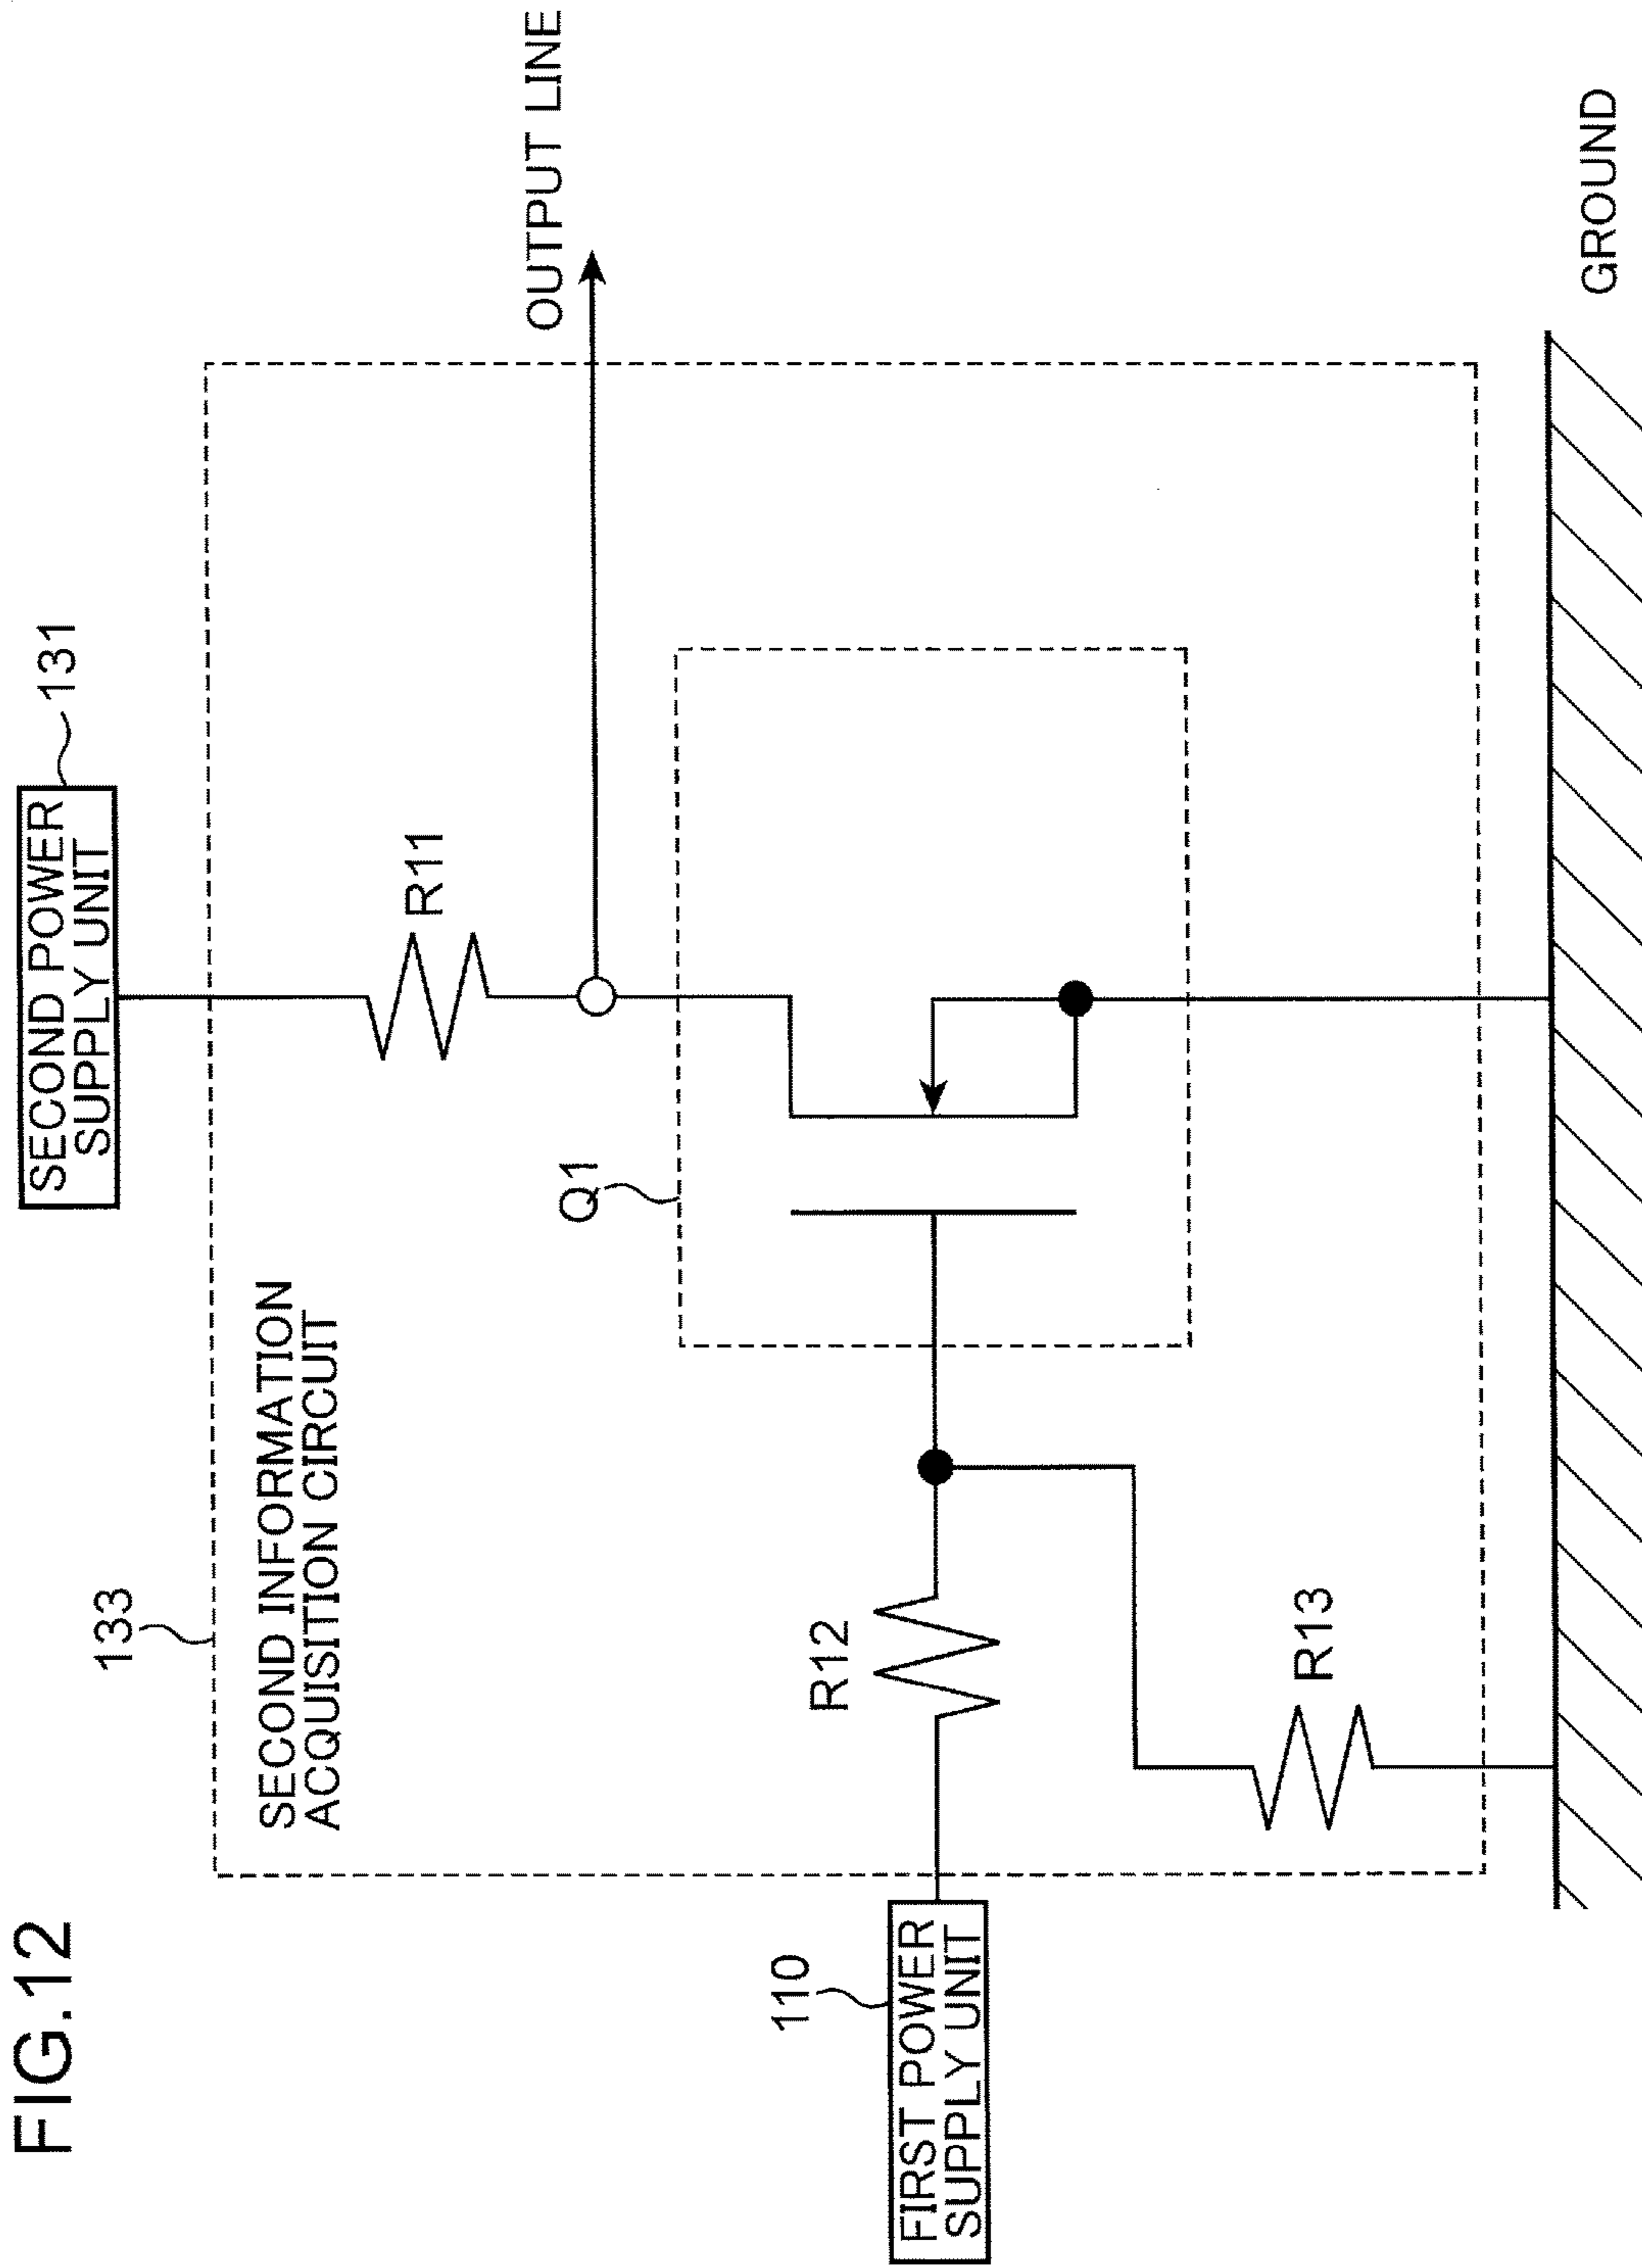 FIG.12
SECOND POWER
SUPPLY UNIT
131
133
SECOND INFORMATION
ACQUISITION CIRCUIT
R11
OUTPUT LINE
Q1
110
FIRST POWER
SUPPLY UNIT
R12
R13
GROUND